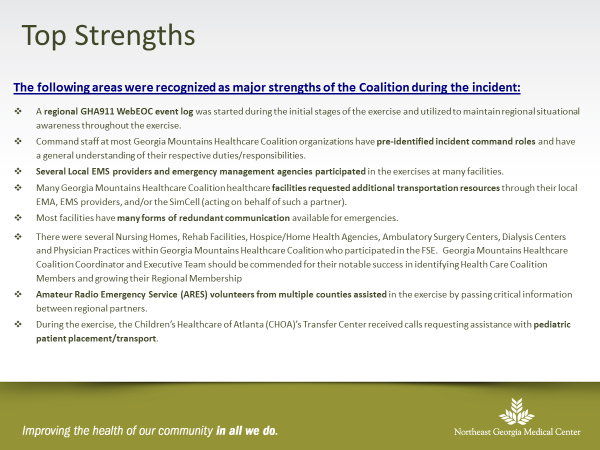 Top Strengths
The following areas were recognized as major strengths of the Coalition during the incident:
❖ A regional GHA911 WebEOC event log was started during the initial stages of the exercise and utilized to maintain regional situational
awareness throughout the exercise.
❖ Command staff at most Georgia Mountains Healthcare Coalition organizations have pre-identified incident command roles and have
a general understanding of their respective duties/responsibilities.
❖ Several Local EMS providers and emergency management agencies participated in the exercises at many facilities.
❖ Many Georgia Mountains Healthcare Coalition healthcare facilities requested additional transportation resources through their local
EMA, EMS providers, and/or the SimCell (acting on behalf of such a partner).
❖ Most facilities have many forms of redundant communication available for emergencies.
❖ There were several Nursing Homes, Rehab Facilities, Hospice/Home Health Agencies, Ambulatory Surgery Centers, Dialysis Centers
and Physician Practices within Georgia Mountains Healthcare Coalition who participated in the FSE. Georgia Mountains Healthcare
Coalition Coordinator and Executive Team should be commended for their notable success in identifying Health Care Coalition
Members and growing their Regional Membership
❖ Amateur Radio Emergency Service (ARES) volunteers from multiple counties assisted in the exercise by passing critical information
between regional partners.
❖ During the exercise, the Children's Healthcare of Atlanta (CHOA)'s Transfer Center received calls requesting assistance with pediatric
patient placement/transport.
Improving the health of our community in all we do.
Northeast Georgia Medical Center